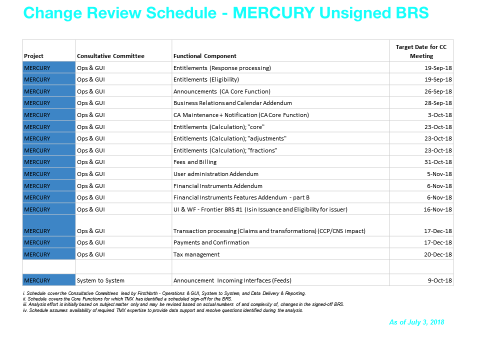 Change Review Schedule - MERCURY Unsigned BRS
Project Consultative Committee Functional Component Target Date for CC Meeting
MERCURY Ops & GUI Entitlements (Response processing) 19-Sep-18
MERCURY Ops & GUI Entitlements (Eligibility) 19-Sep-18
MERCURY Ops & GUI Announcements (CA Core Function) 26-Sep-18
MERCURY Ops & GUI Business Relations and Calendar Addendum 28-Sep-18
MERCURY Ops & GUI CA Maintenance + Notification (CA Core Function) 3-Oct-18
MERCURY Ops & GUI Entitlements (Calculation); "core" 23-Oct-18
MERCURY Ops & GUI Entitlements (Calculation); "adjustments" 23-Oct-18
MERCURY Ops & GUI Entitlements (Calculation); "fractions" 23-Oct-18
MERCURY Ops & GUI Fees and Billing 31-Oct-18
MERCURY Ops & GUI User administration Addendum 5-Nov-18
MERCURY Ops & GUI Financial Instruments Addendum 6-Nov-18
MERCURY Ops & GUI Financial Instruments Features Addendum - part B 6-Nov-18
MERCURY Ops & GUI UI & WF - Frontier BRS #1 (Isin Issuance and Eligibility for issuer) 16-Nov-18
MERCURY Ops & GUI Transaction processing (Claims and transformations) (CCP/CNS impact) 17-Dec-18
MERCURY Ops & GUI Payments and Confirmation 17-Dec-18
MERCURY Ops & GUI Tax management 20-Dec-18
MERCURY System to System Announcement Incoming Interfaces (Feeds) 9-Oct-18
i. Schedule cover the Consultative Committees lead by FirstNorth - Operations & GUI, System to System, and Data Delivery & Reporting.
ii. Schedule covers the Core Functions for which TMX has identified a scheduled sign-off for the BRS.
iii. Analysis effort is initially based on subject matter only and may be revised based on actual numbers of and complexity of, changes in the signed-off BRS.
iv. Schedule assumes availability of required TMX expertise to provide data support and resolve questions identified during the analysis.
As of July 3, 2018